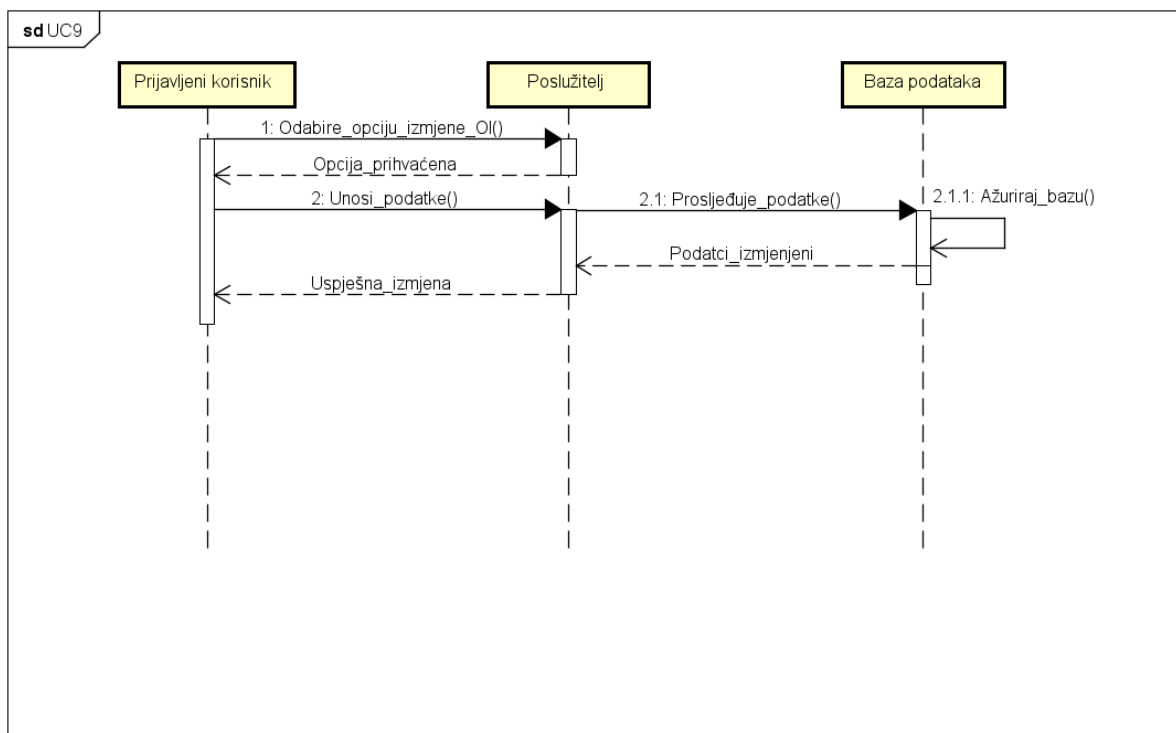 sd UC9
Prijavljeni korisnik
Poslužitelj
Baza podataka
1: Odabire_opciju_izmjene_OI()
Opcija_prihvaćena
2: Unosi_podatke()
2.1: Prosljeđuje_podatke()
2.1.1: Ažuriraj_bazu()
Podatci_izmjenjeni
Uspješna_izmjena